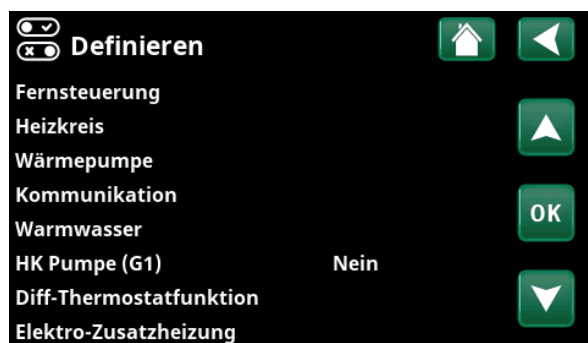 Definieren
Fernsteuerung
Heizkreis
Wärmepumpe
Kommunikation
OK
Warmwasser
HK Pumpe (G1) Nein
Diff-Thermostatfunktion
Elektro-Zusatzheizung